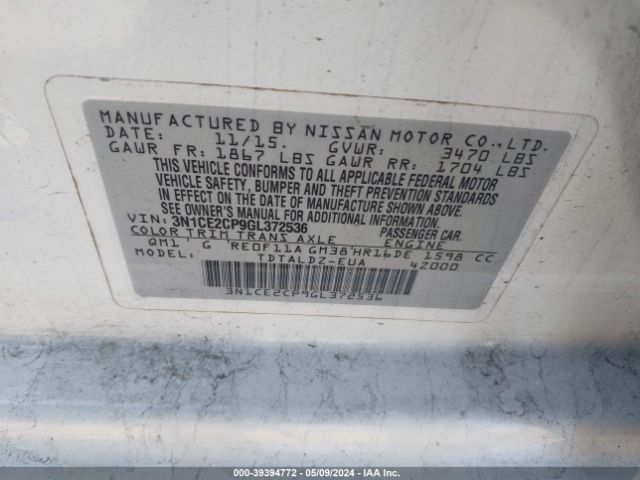 MANUFACTURED BY NISSAN MOTOR CO., LTD.
DATE: 11/15. GVWR: 3470 LBS
GAWR FR: 1867 LBS GAWR RR: 1704 LBS
THIS VEHICLE CONFORMS TO ALL APPLICABLE FEDERAL MOTOR
VEHICLE SAFETY, BUMPER AND THEFT PREVENTION STANDARDS
IN EFFECT ON THE DATE OF MANUFACTURE SHOWN ABOVE.
SEE OWNER'S MANUAL FOR ADDITIONAL INFORMATION.
VIN: 3N1CE2CP9GL372536 PASSENGER CAR.
COLOR TRIM TRANS AXLE ENGINE
QM1 G RE0F11A GM38 HR16DE 1598 CC
TDTALDZ-EUA 4Z000
3N1CE2CP9GL372536
000-39394772 - 05/09/2024 - IAA Inc.